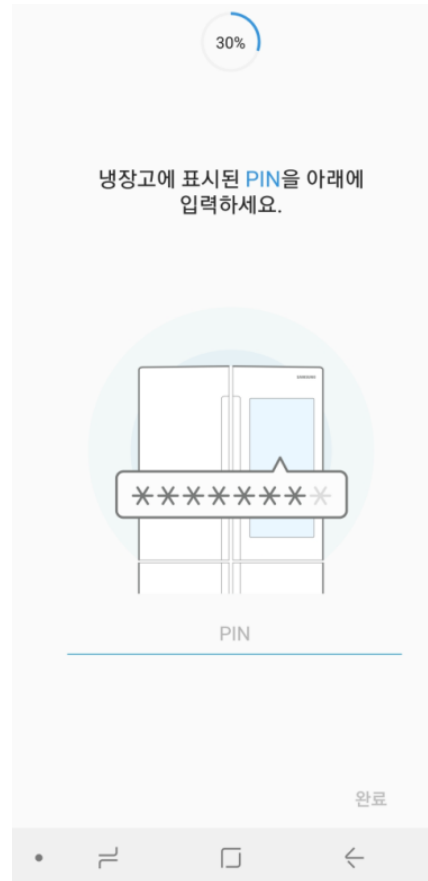 30%
냉장고에 표시된 PIN을 아래에
입력하세요.
SAMSUNG
********
PIN
완료